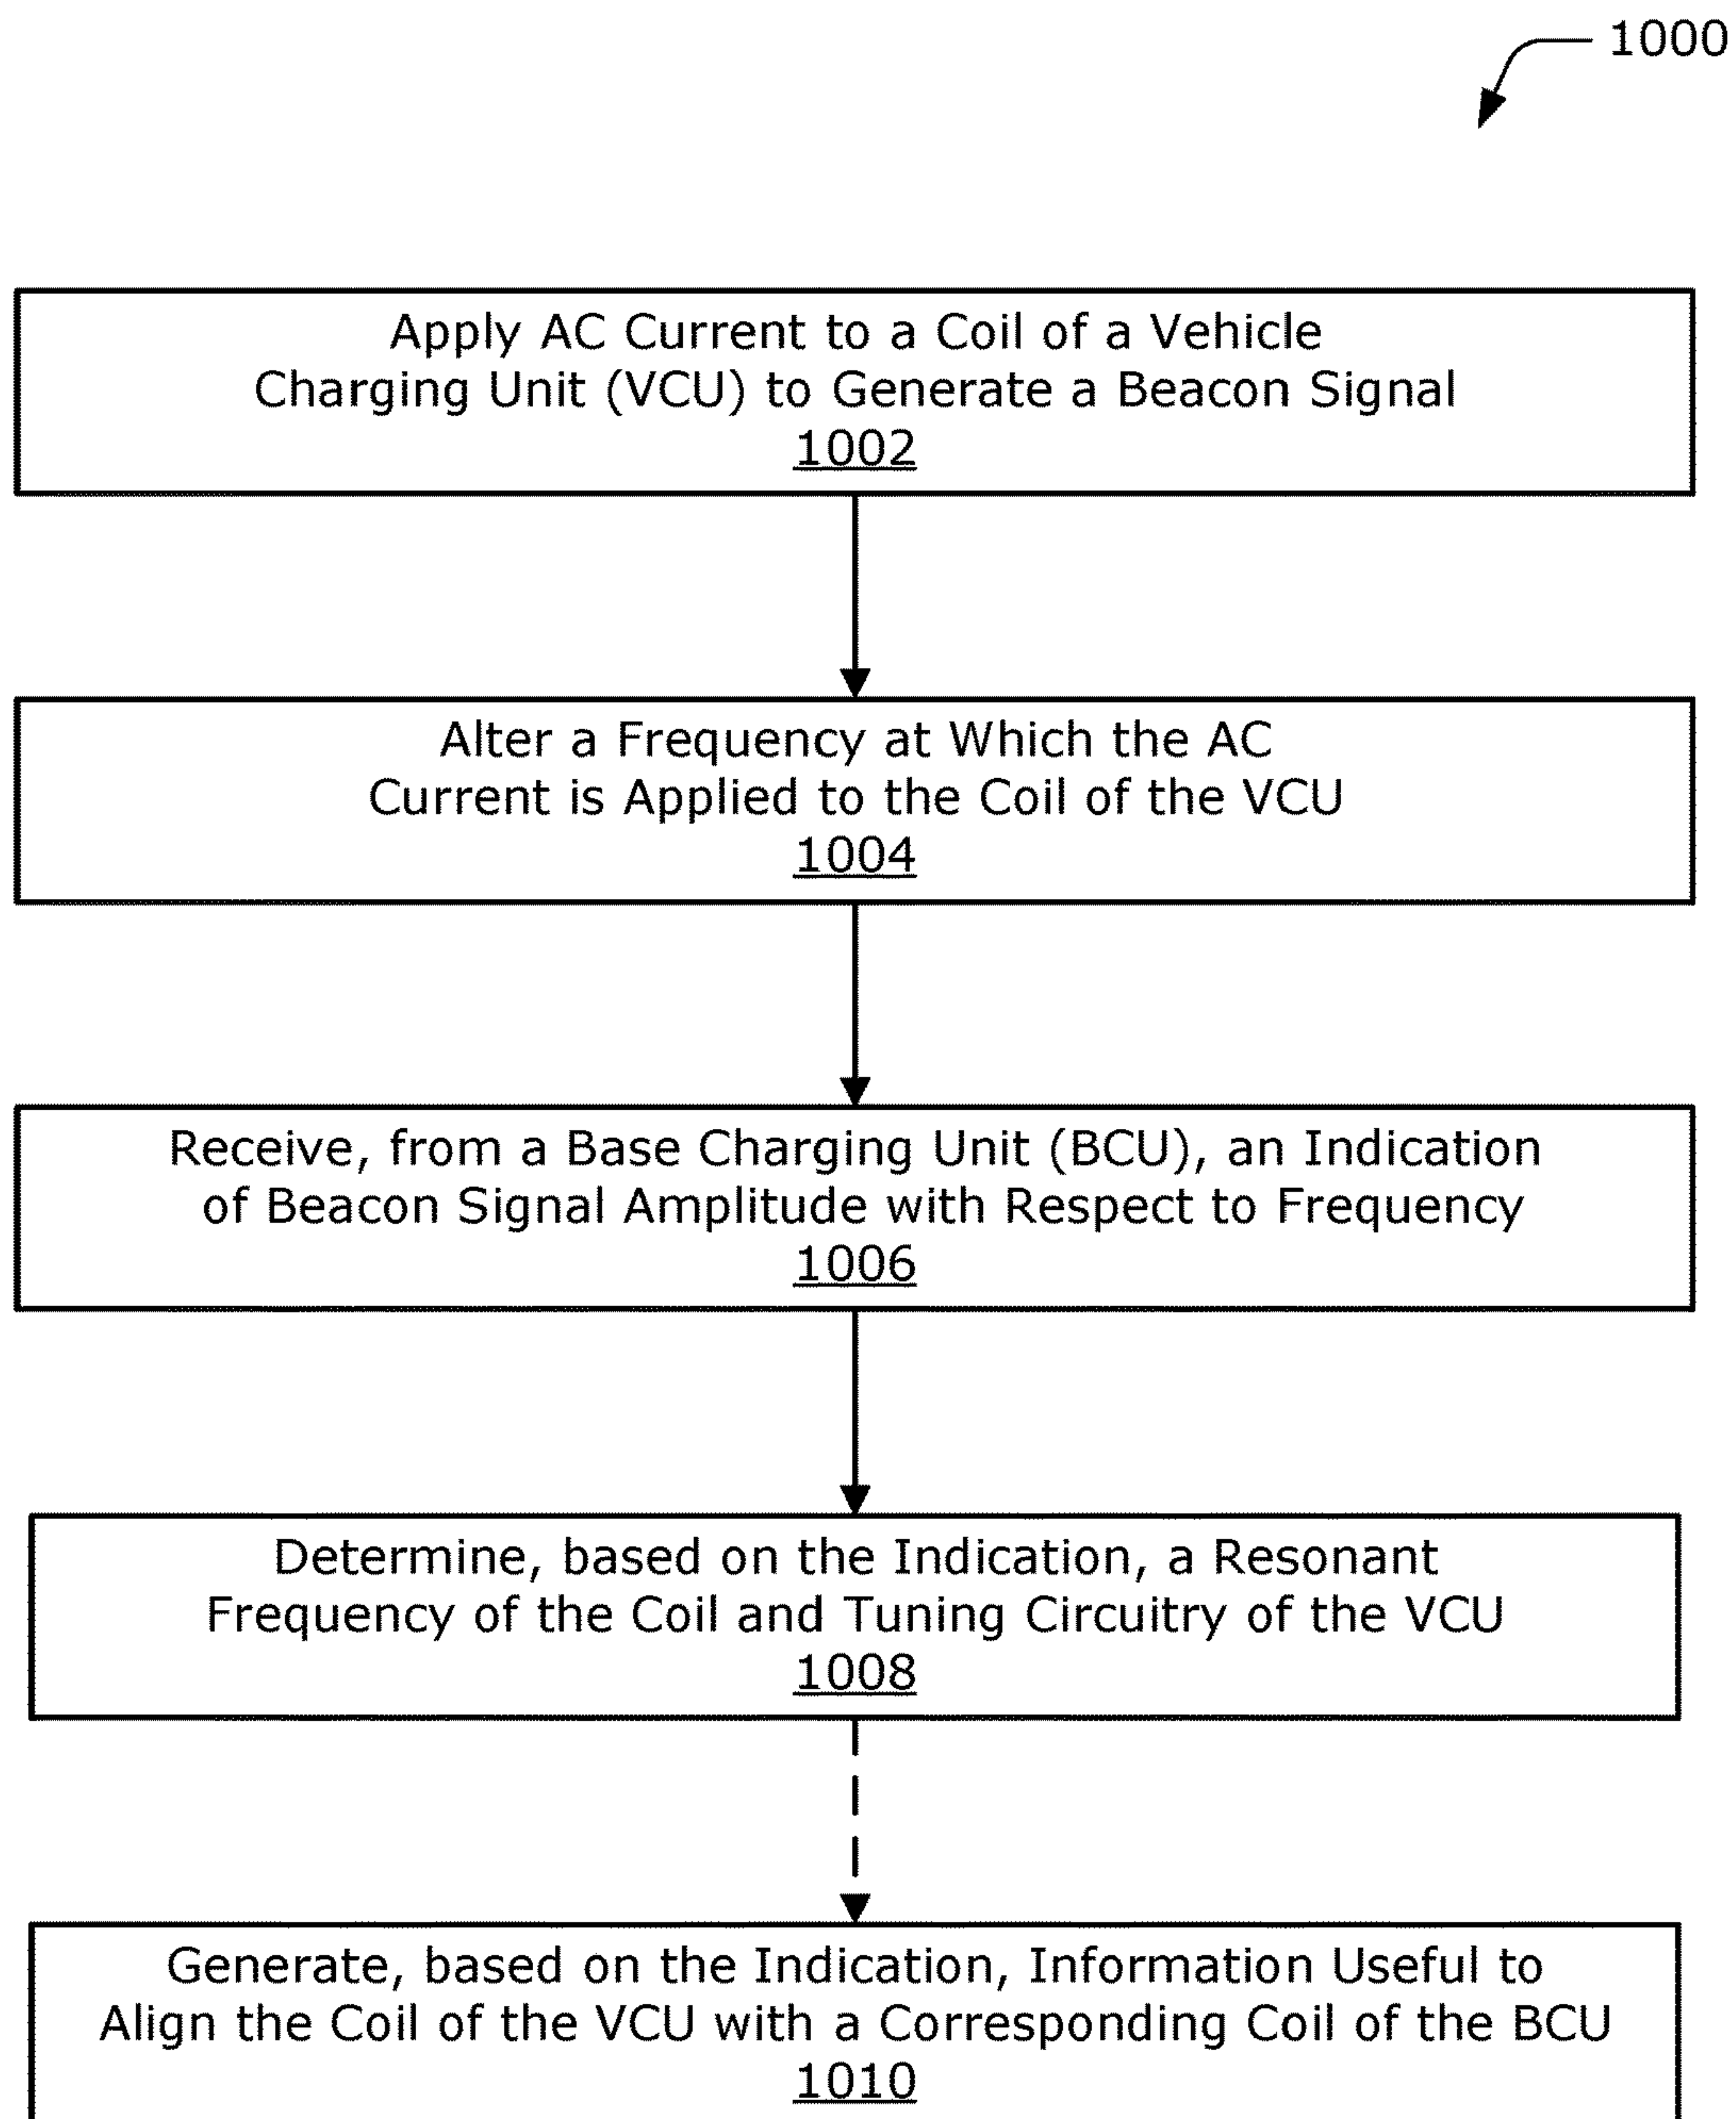 1000
Apply AC Current to a Coil of a Vehicle
Charging Unit (VCU) to Generate a Beacon Signal
1002
Alter a Frequency at Which the AC
Current is Applied to the Coil of the VCU
1004
Receive, from a Base Charging Unit (BCU), an Indication
of Beacon Signal Amplitude with Respect to Frequency
1006
Determine, based on the Indication, a Resonant
Frequency of the Coil and Tuning Circuitry of the VCU
1008
Generate, based on the Indication, Information Useful to
Align the Coil of the VCU with a Corresponding Coil of the BCU
1010